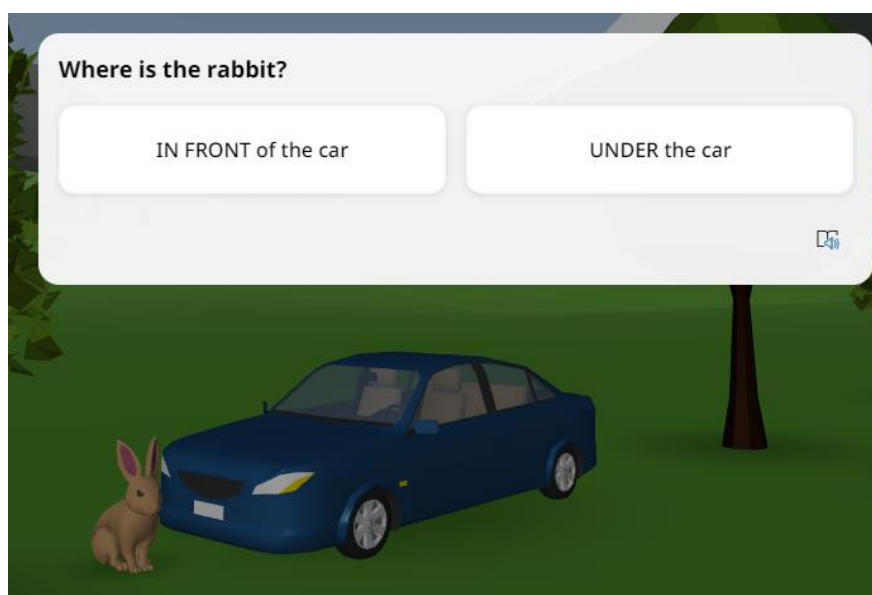 Where is the rabbit?
IN FRONT of the car
UNDER the car